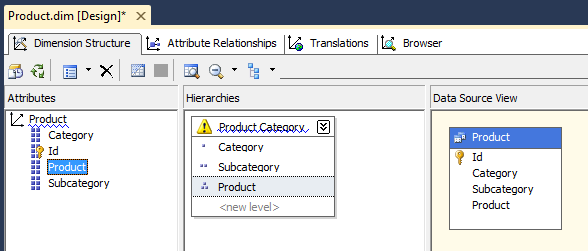 Product.dim [Design]*
Dimension Structure
Attribute Relationships
Translations
Browser
Attributes
Product
Category
Id
Product
Subcategory
Hierarchies
Product Category
Category
Subcategory
Product
<new level>
Data Source View
Product
Id
Category
Subcategory
Product